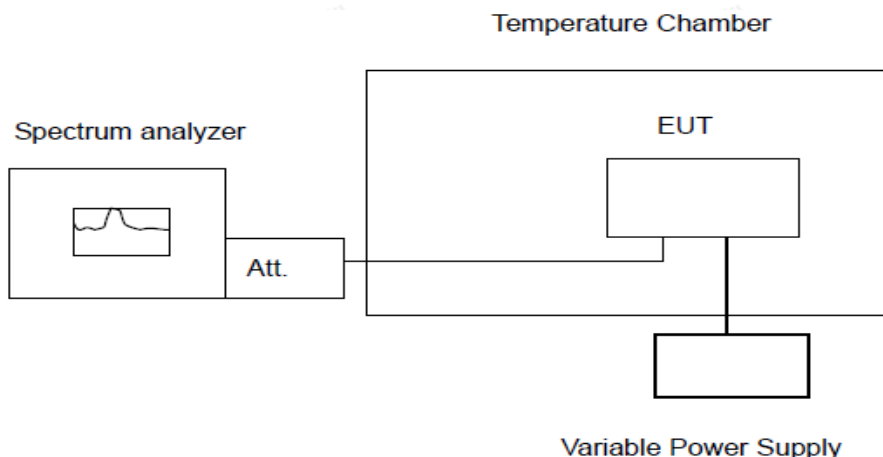 Temperature Chamber
Spectrum analyzer
EUT
Att.
Variable Power Supply